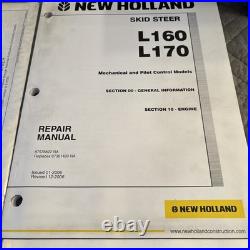 NEW HOLLAND
SKID STEER
L160
L170
Mechanical and Pilot Control Models
SECTION 00 - GENERAL INFORMATION
SECTION 10 - ENGINE
REPAIR
MANUAL
Issued 01-2006
Revised 12-2006
NEW HOLLAND
www.newhollandconstruction.com